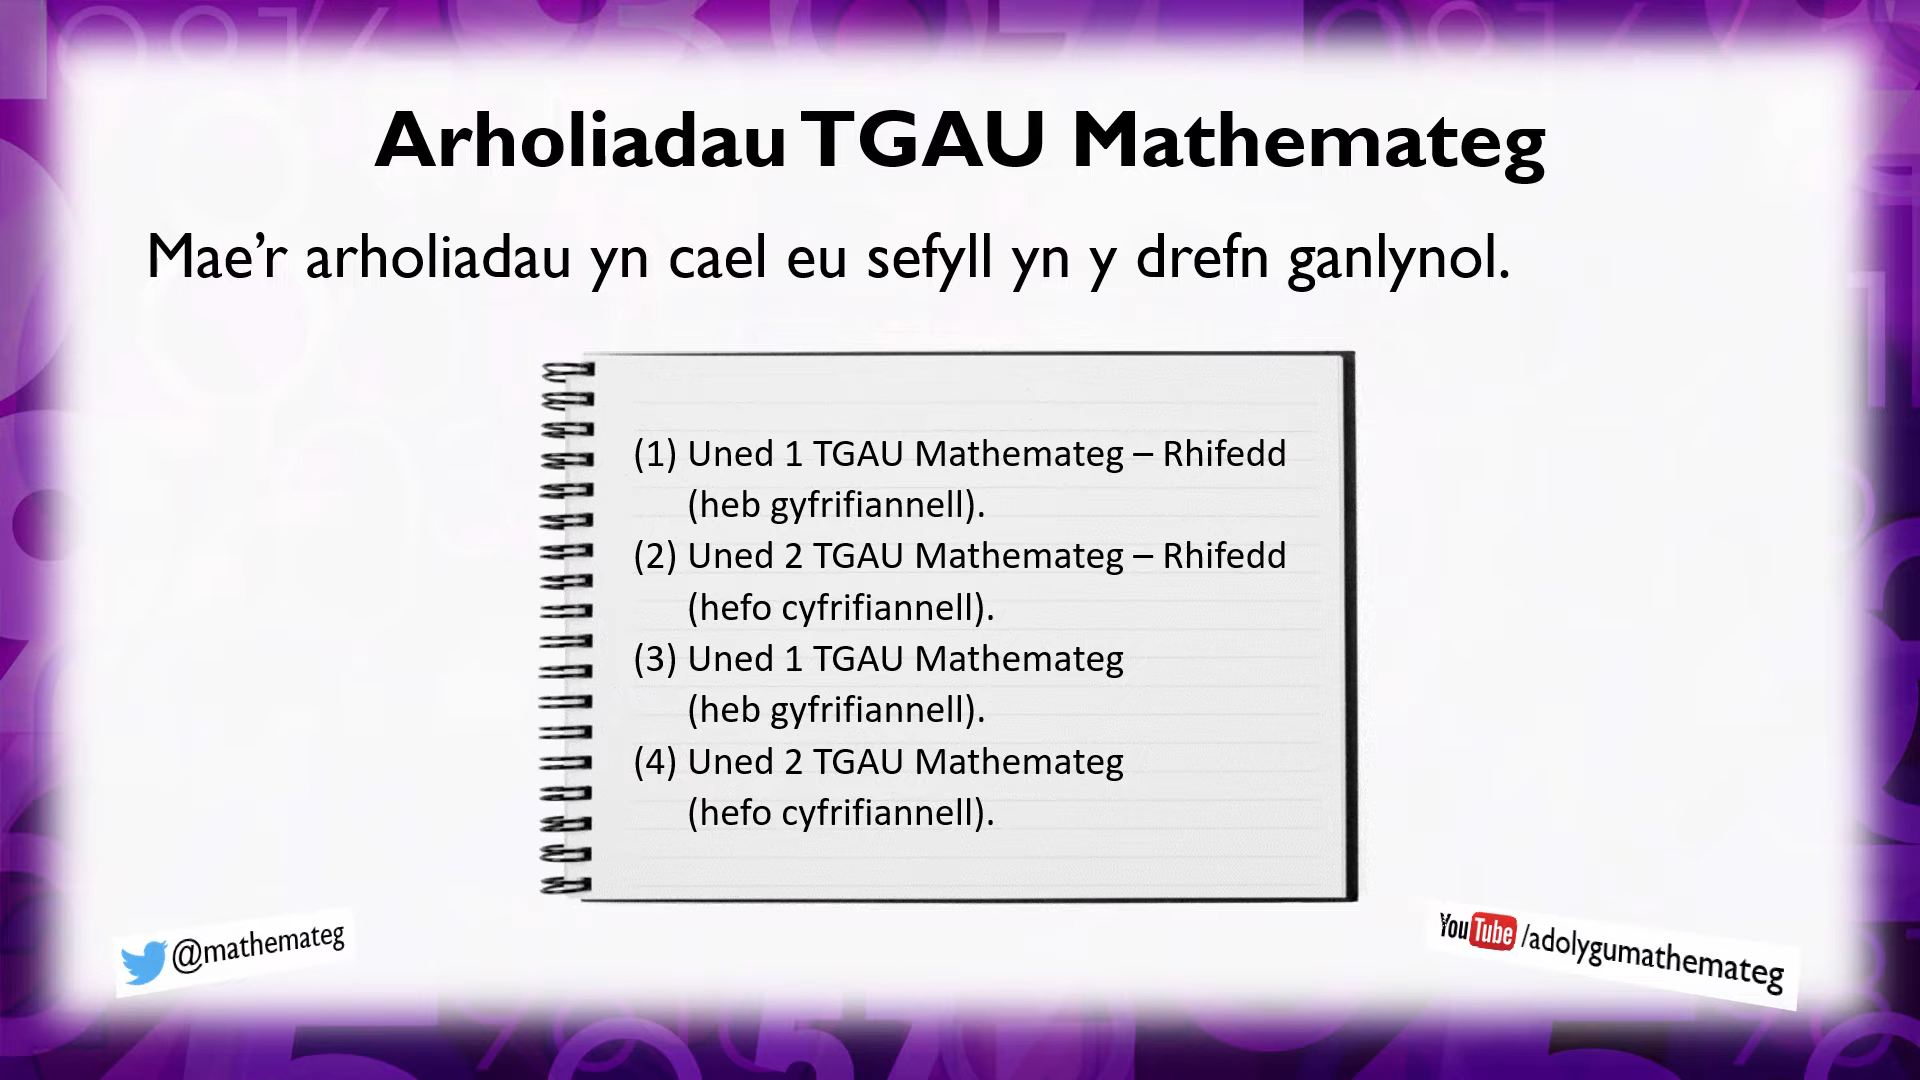 Arholiadau TGAU Mathemateg
Mae’r arholiadau yn cael eu sefyll yn y drefn ganlynol.
(1) Uned 1 TGAU Mathemateg – Rhifedd
(heb gyfrifiannell).
(2) Uned 2 TGAU Mathemateg – Rhifedd
(hefo cyfrifiannell).
(3) Uned 1 TGAU Mathemateg
(heb gyfrifiannell).
(4) Uned 2 TGAU Mathemateg
(hefo cyfrifiannell).
@mathemateg
YouTube /adolygumathemateg